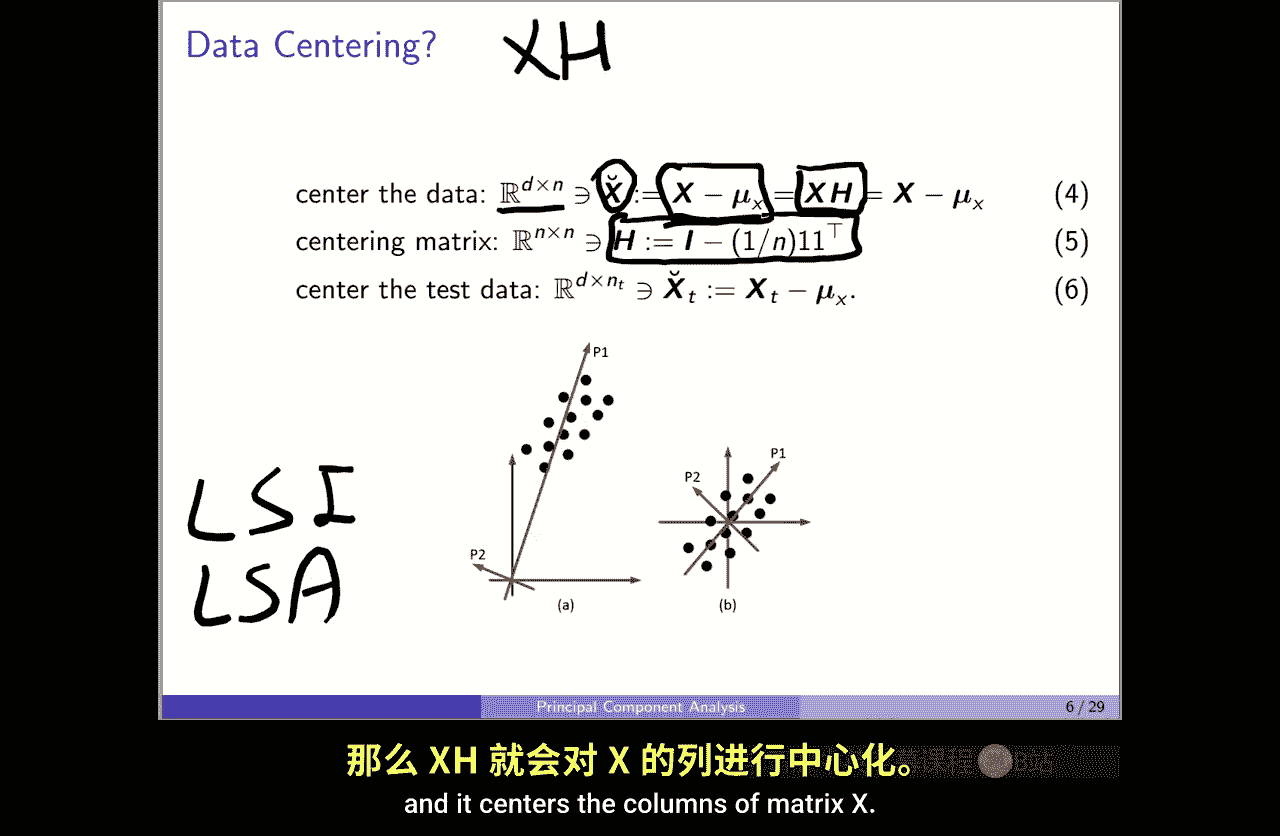 Data Centering?
XH
center the data: ℝ^{d×n} ∋ X̆ := X − μ_x = XH = X − μ_x (4)
centering matrix: ℝ^{n×n} ∋ H := I − (1/n)11^⊤ (5)
center the test data: ℝ^{d×n_t} ∋ X̆_t := X_t − μ_x. (6)
P1
P2
(a)
P1
P2
(b)
LSI
LSA
Principal Component Analysis
6 / 29
那么 XH 就会对 X 的列进行中心化。
and it centers the columns of matrix X.